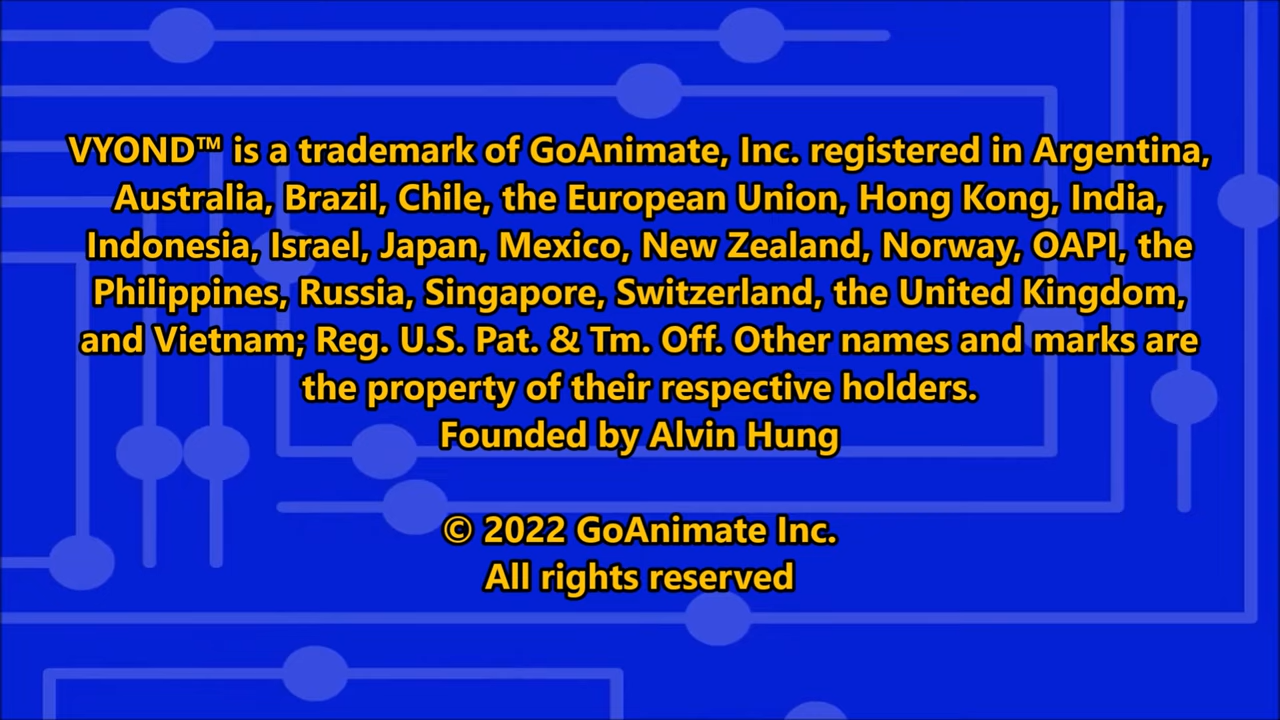 VYOND™ is a trademark of GoAnimate, Inc. registered in Argentina,
Australia, Brazil, Chile, the European Union, Hong Kong, India,
Indonesia, Israel, Japan, Mexico, New Zealand, Norway, OAPI, the
Philippines, Russia, Singapore, Switzerland, the United Kingdom,
and Vietnam; Reg. U.S. Pat. & Tm. Off. Other names and marks are
the property of their respective holders.
Founded by Alvin Hung
© 2022 GoAnimate Inc.
All rights reserved